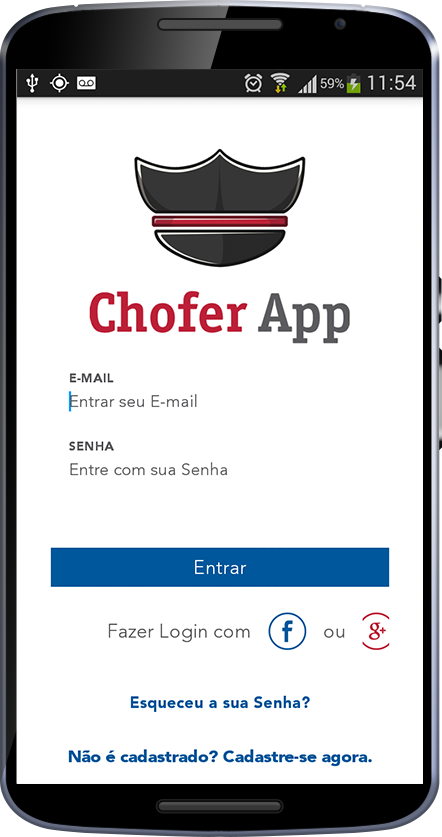 59% 11:54
Chofer App
E-MAIL
Entrar seu E-mail
SENHA
Entre com sua Senha
Entrar
Fazer Login com f ou g+
Esqueceu a sua Senha?
Não é cadastrado? Cadastre-se agora.